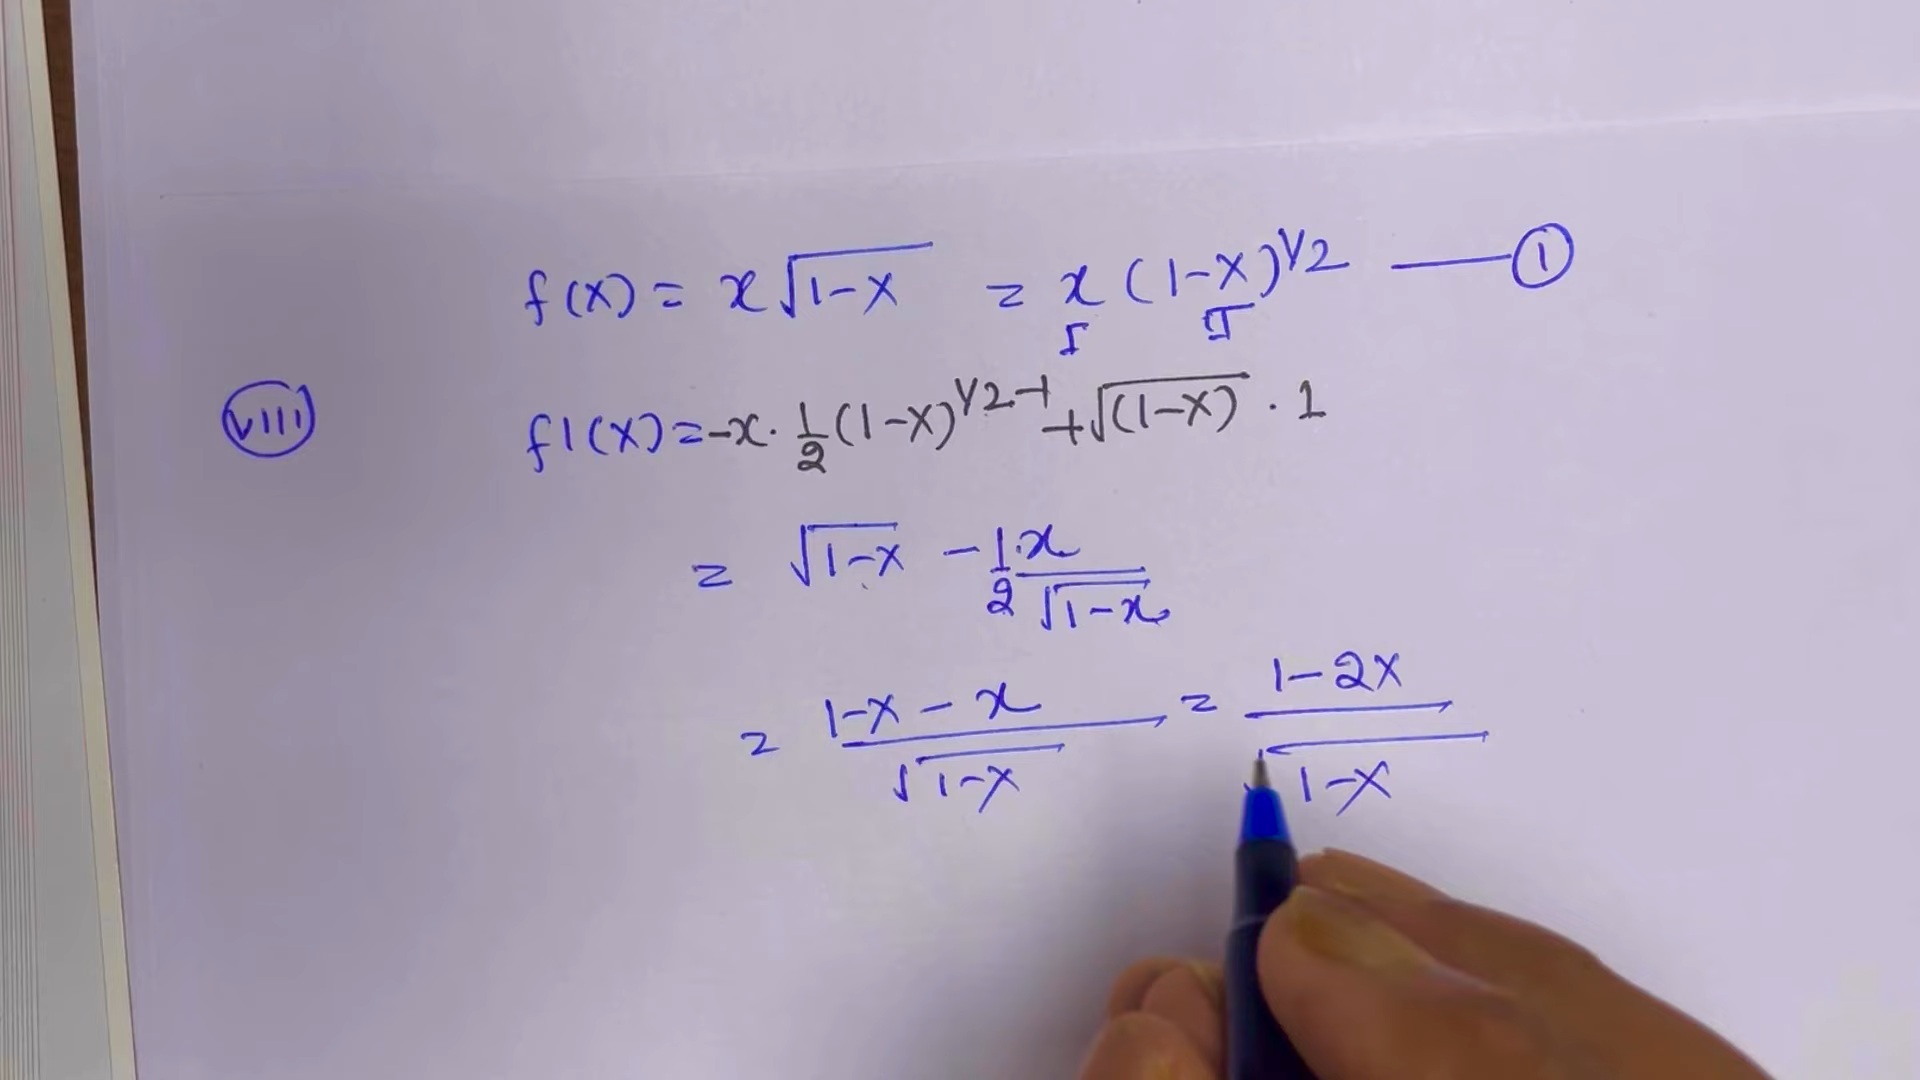 f(x) = x√(1-x) = x(1-x)^1/2 —— ①
I II
(viii) f'(x) = -x·1/2(1-x)^1/2-1 + √(1-x) · 1
= √(1-x) - 1/2 · x/√(1-x)
= (1-x-x)/√(1-x) = (1-2x)/√(1-x)